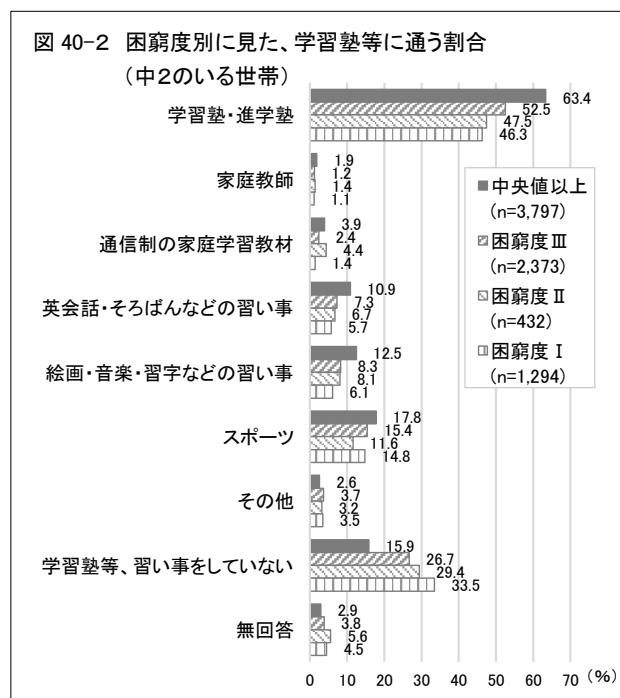 図 40-2 困窮度別に見た、学習塾等に通う割合
（中２のいる世帯）
学習塾・進学塾
63.4
52.5
47.5
46.3
家庭教師
1.9
1.2
1.4
1.1
通信制の家庭学習教材
3.9
2.4
4.4
1.4
英会話・そろばんなどの習い事
10.9
7.3
6.7
5.7
絵画・音楽・習字などの習い事
12.5
8.3
8.1
6.1
スポーツ
17.8
15.4
11.6
14.8
その他
2.6
3.7
3.2
3.5
学習塾等、習い事をしていない
15.9
26.7
29.4
33.5
無回答
2.9
3.8
5.6
4.5
中央値以上
(n=3,797)
困窮度Ⅲ
(n=2,373)
困窮度Ⅱ
(n=432)
困窮度Ⅰ
(n=1,294)
0 10 20 30 40 50 60 70 (％)